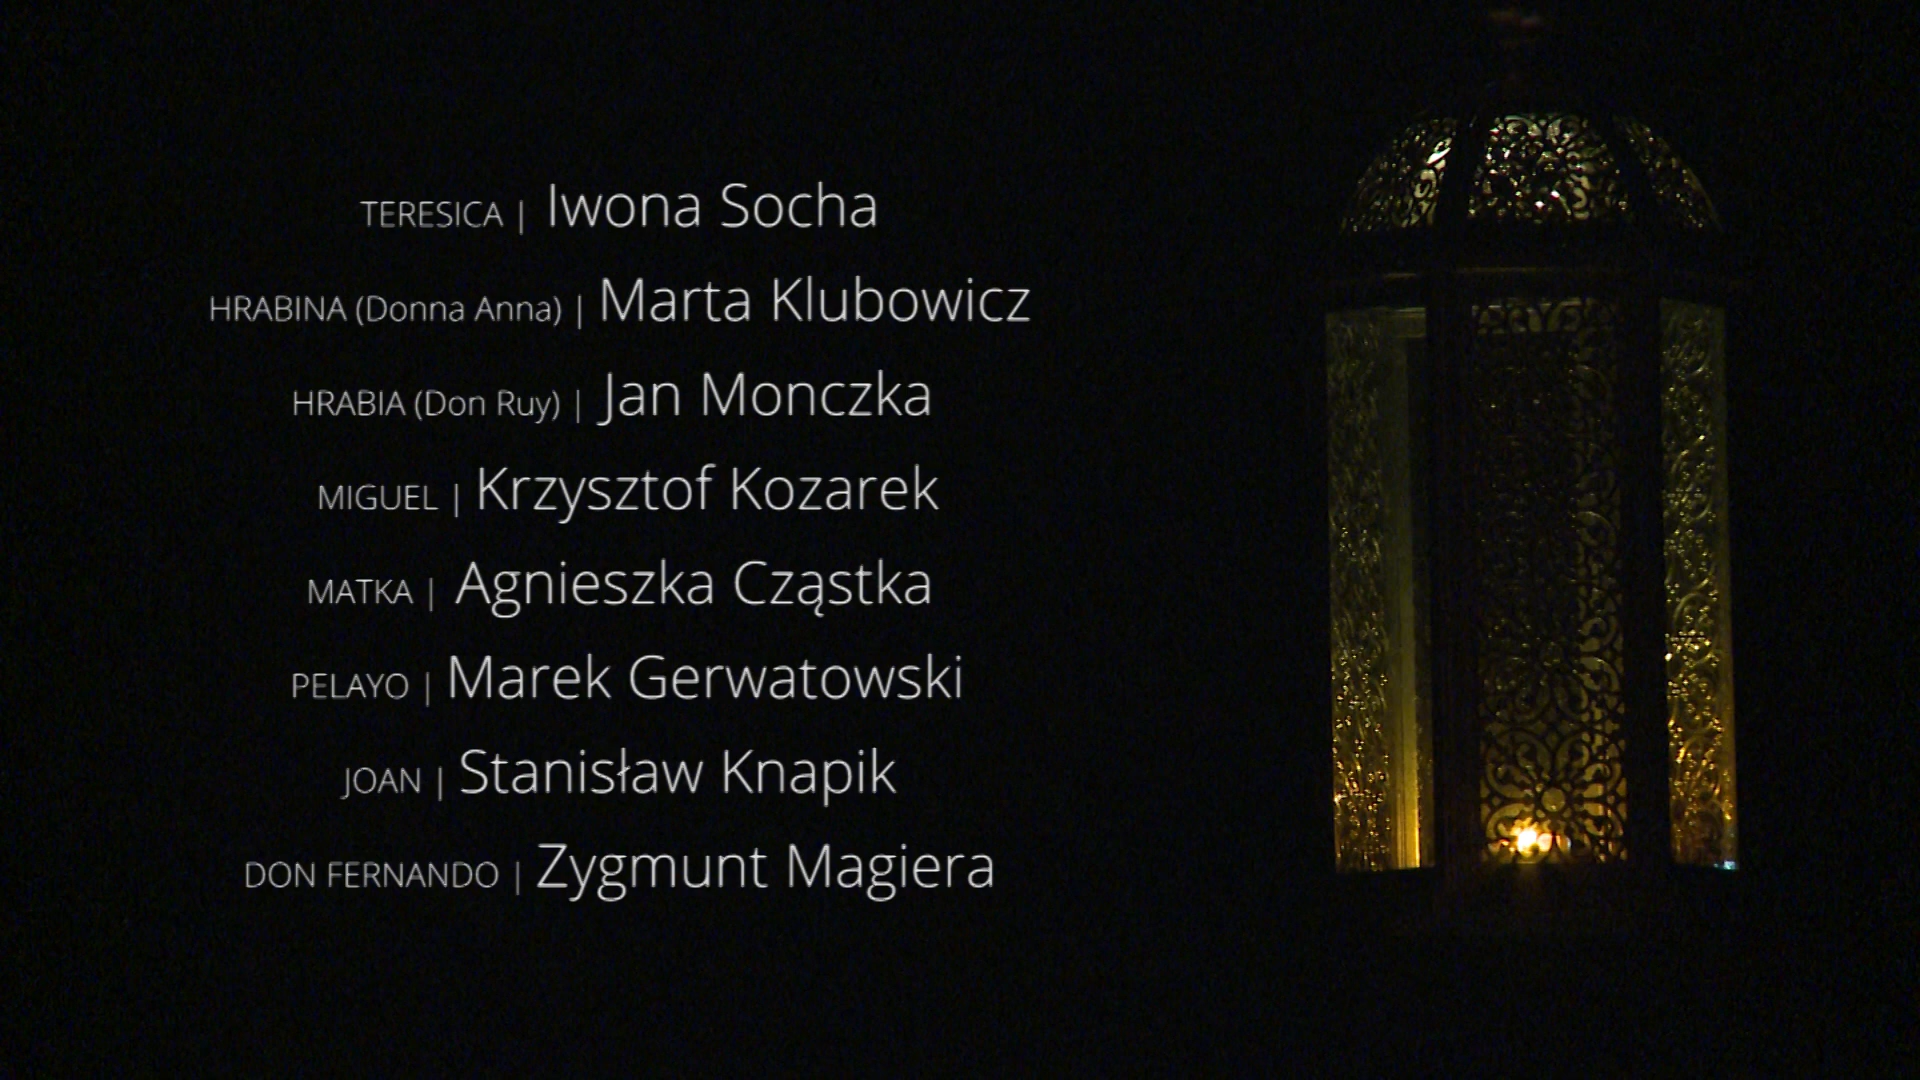 TERESICA | Iwona Socha
HRABINA (Donna Anna) | Marta Klubowicz
HRABIA (Don Ruy) | Jan Monczka
MIGUEL | Krzysztof Kozarek
MATKA | Agnieszka Cząstka
PELAYO | Marek Gerwatowski
JOAN | Stanisław Knapik
DON FERNANDO | Zygmunt Magiera